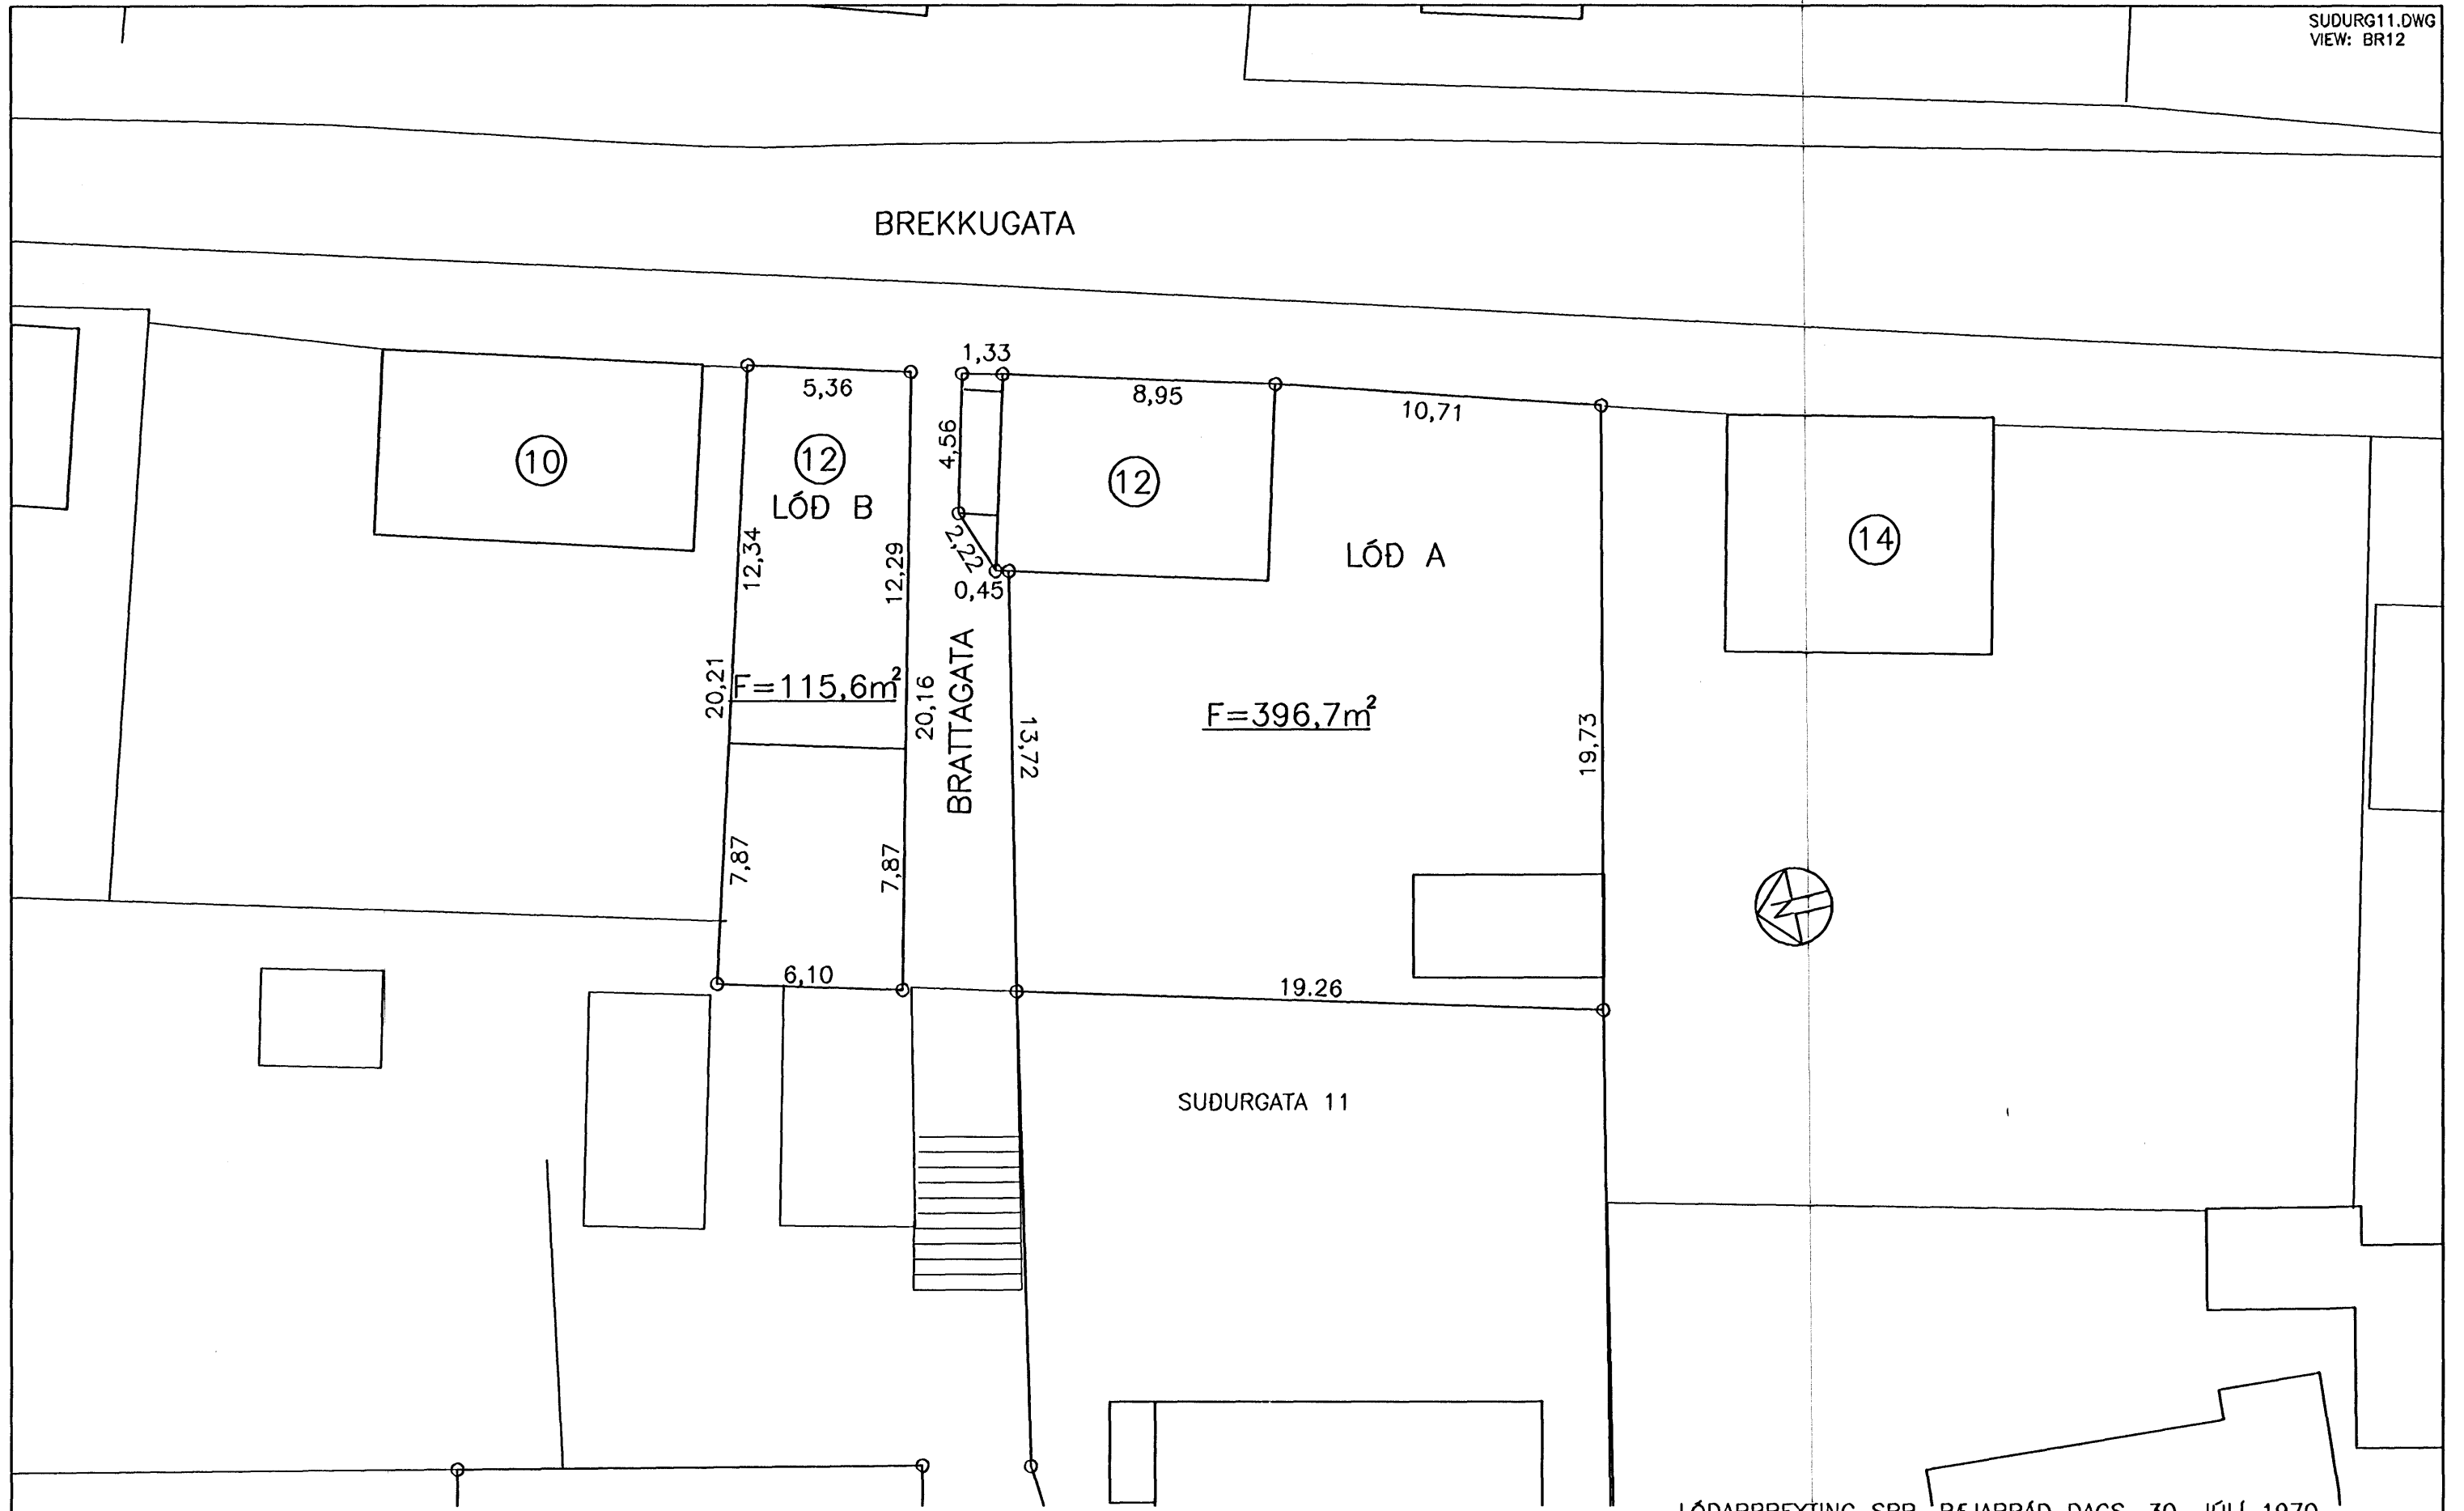 SUDURG11.DWG
VIEW: BR12
BREKKUGATA
1,33
5,36
8,95
10,71
4,56
10
12
12
LÓÐ B
14
LÓÐ A
2,22
12,34
12,29
0,45
BRATTAGATA
20,21
F=115,6m²
20,16
13,72
F=396,7m²
19,73
7,87
7,87
6,10
19.26
SUÐURGATA 11